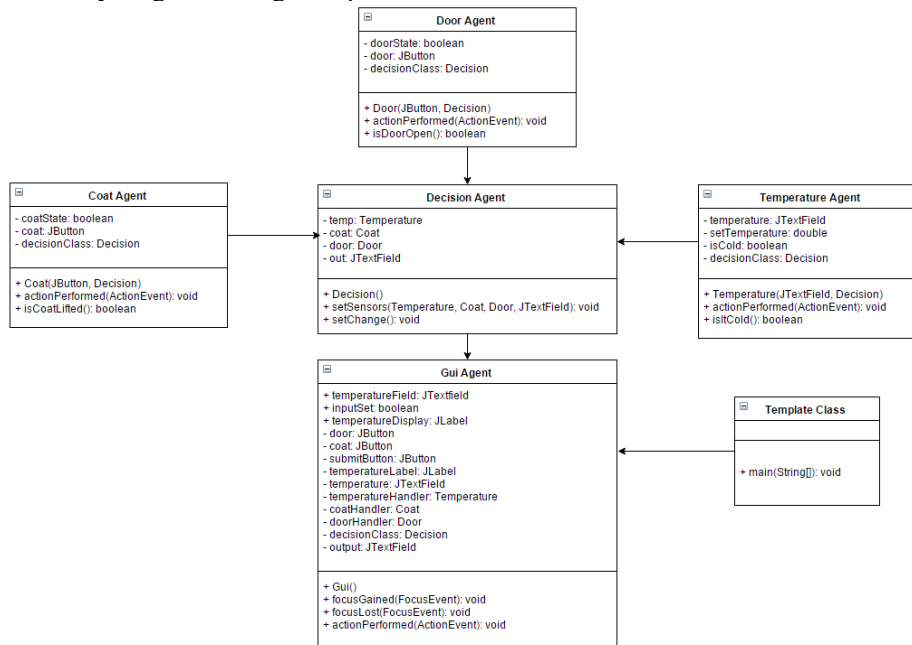 Door Agent
- doorState: boolean
- door: JButton
- decisionClass: Decision
+ Door(JButton, Decision)
+ actionPerformed(ActionEvent): void
+ isDoorOpen(): boolean
Coat Agent
- coatState: boolean
- coat: JButton
- decisionClass: Decision
+ Coat(JButton, Decision)
+ actionPerformed(ActionEvent): void
+ isCoatLifted(): boolean
Decision Agent
- temp: Temperature
- coat: Coat
- door: Door
- out: JTextField
+ Decision()
+ setSensors(Temperature, Coat, Door, JTextField): void
+ setChange(): void
Temperature Agent
- temperature: JTextField
- setTemperature: double
- isCold: boolean
- decisionClass: Decision
+ Temperature(JTextField, Decision)
+ actionPerformed(ActionEvent): void
+ isItCold(): boolean
Gui Agent
+ temperatureField: JTextfield
+ inputSet: boolean
+ temperatureDisplay: JLabel
- door: JButton
- coat: JButton
- submitButton: JButton
- temperatureLabel: JLabel
- temperature: JTextField
- temperatureHandler: Temperature
- coatHandler: Coat
- doorHandler: Door
- decisionClass: Decision
- output: JTextField
+ Gui()
+ focusGained(FocusEvent): void
+ focusLost(FocusEvent): void
+ actionPerformed(ActionEvent): void
Template Class
+ main(String[]): void